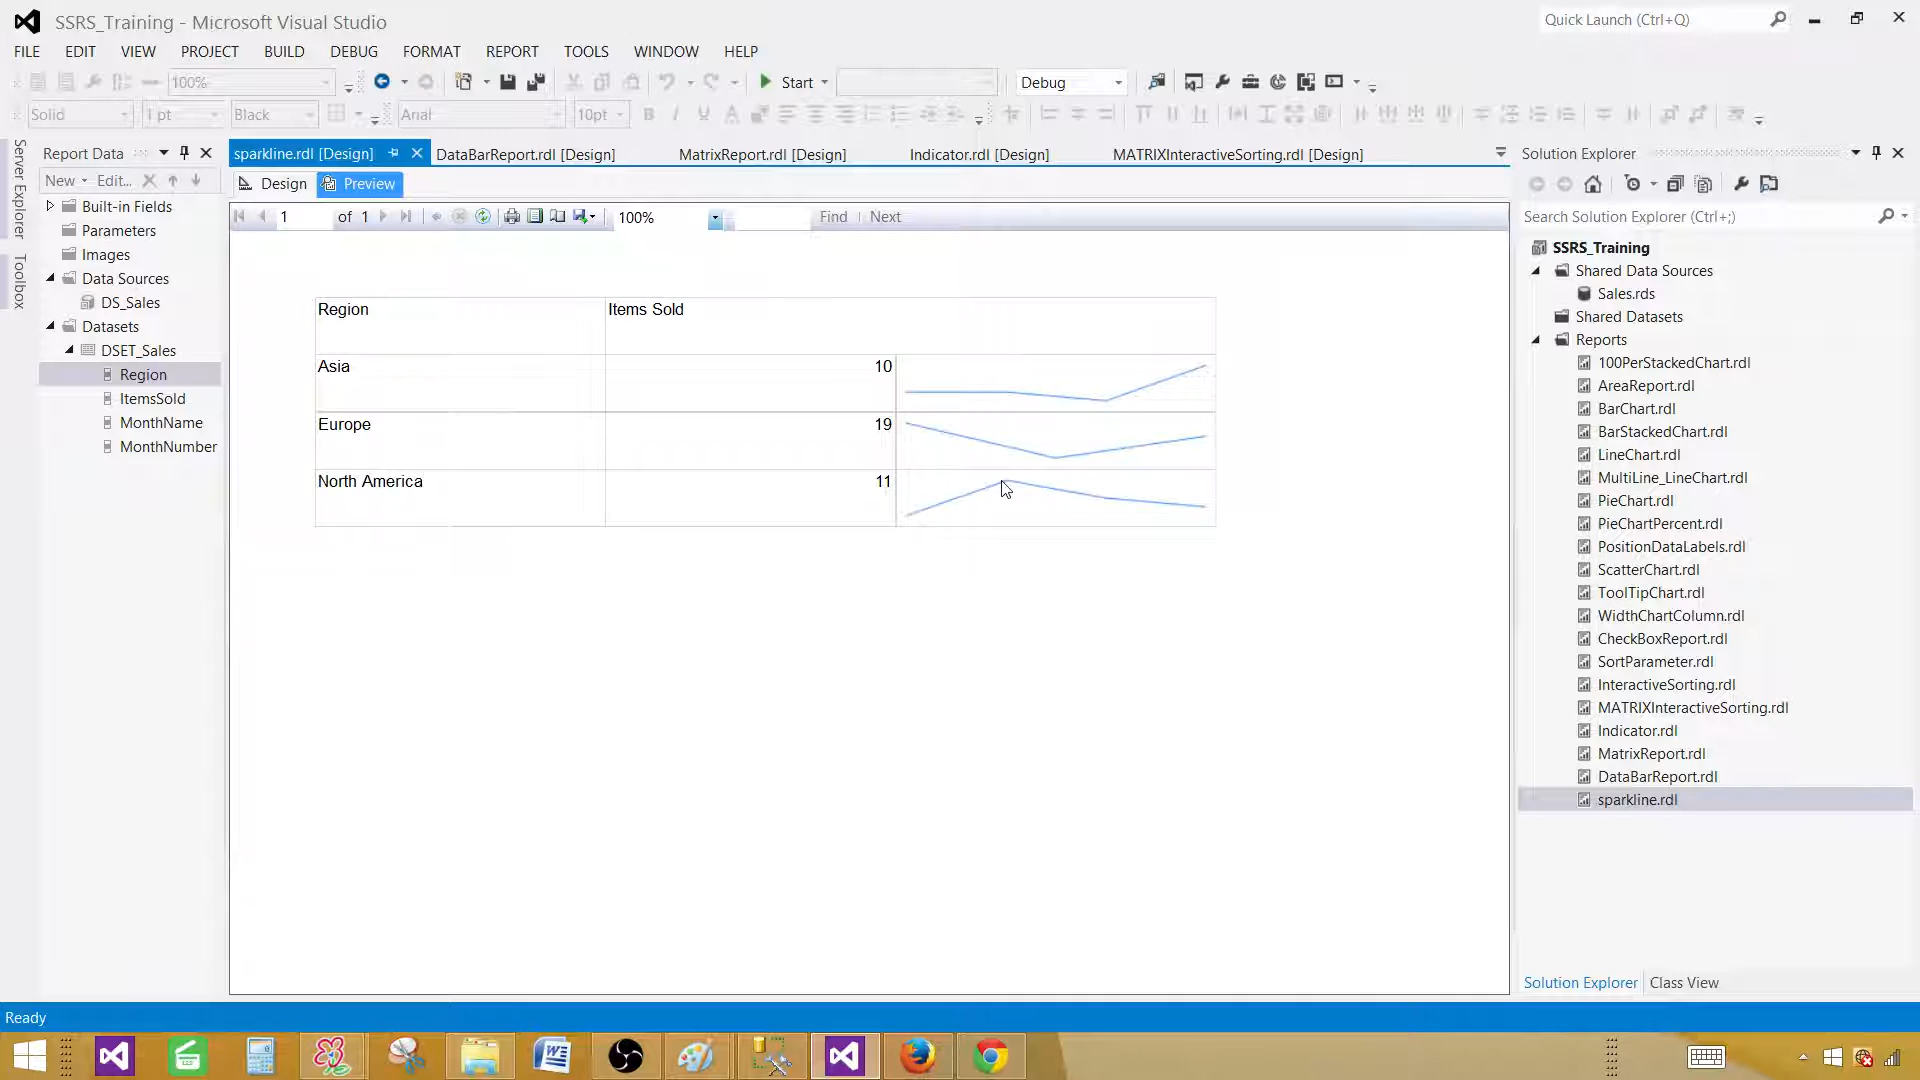 SSRS_Training - Microsoft Visual Studio
Quick Launch (Ctrl+Q)
FILE EDIT VIEW PROJECT BUILD DEBUG FORMAT REPORT TOOLS WINDOW HELP
100% Start Debug
Solid 1 pt Black Arial 10pt B I U A
Server Explorer
Toolbox
Report Data
New Edit...
Built-in Fields
Parameters
Images
Data Sources
DS_Sales
Datasets
DSET_Sales
Region
ItemsSold
MonthName
MonthNumber
sparkline.rdl [Design] DataBarReport.rdl [Design] MatrixReport.rdl [Design] Indicator.rdl [Design] MATRIXInteractiveSorting.rdl [Design]
Design Preview
1 of 1 100% Find Next
Region Items Sold
Asia 10
Europe 19
North America 11
Solution Explorer
Search Solution Explorer (Ctrl+;)
SSRS_Training
Shared Data Sources
Sales.rds
Shared Datasets
Reports
100PerStackedChart.rdl
AreaReport.rdl
BarChart.rdl
BarStackedChart.rdl
LineChart.rdl
MultiLine_LineChart.rdl
PieChart.rdl
PieChartPercent.rdl
PositionDataLabels.rdl
ScatterChart.rdl
ToolTipChart.rdl
WidthChartColumn.rdl
CheckBoxReport.rdl
SortParameter.rdl
InteractiveSorting.rdl
MATRIXInteractiveSorting.rdl
Indicator.rdl
MatrixReport.rdl
DataBarReport.rdl
sparkline.rdl
Solution Explorer Class View
Ready